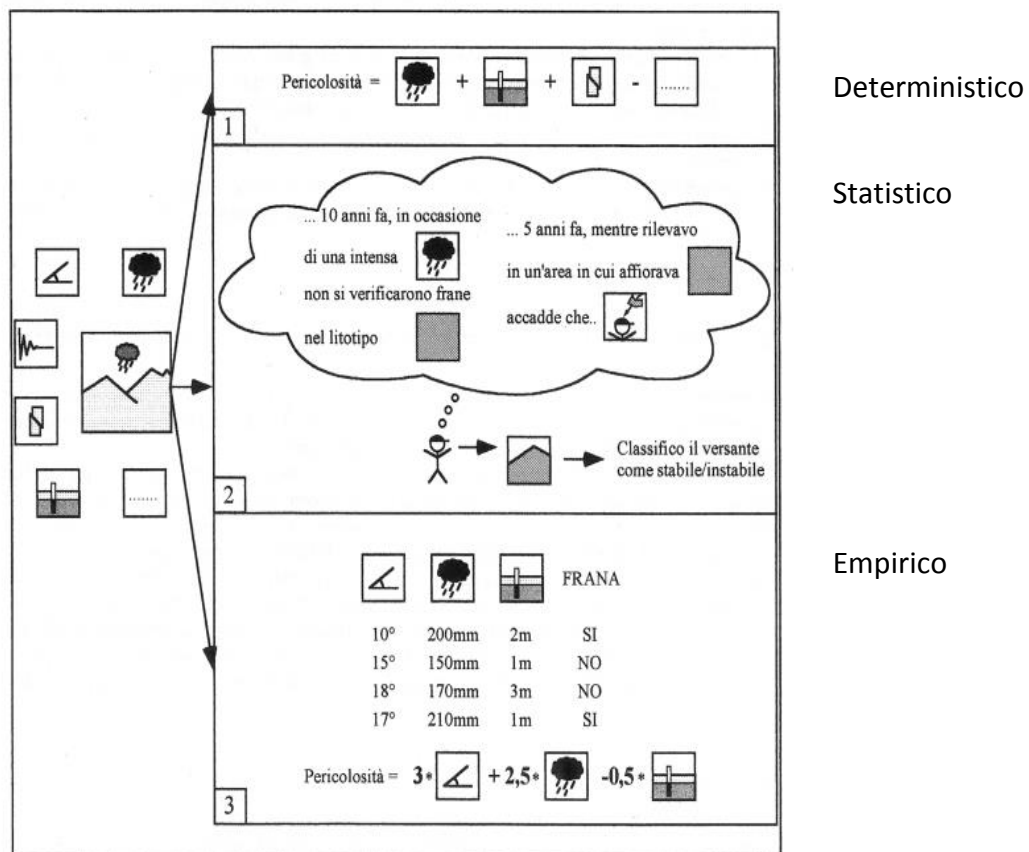 Pericolosità = + + - .......
1
Deterministico
Statistico
... 10 anni fa, in occasione
di una intensa
non si verificarono frane
nel litotipo
... 5 anni fa, mentre rilevavo
in un'area in cui affiorava
accadde che..
Classifico il versante
come stabile/instabile
2
.......
Empirico
FRANA
10° 200mm 2m SI
15° 150mm 1m NO
18° 170mm 3m NO
17° 210mm 1m SI
Pericolosità = 3* + 2,5* -0,5*
3